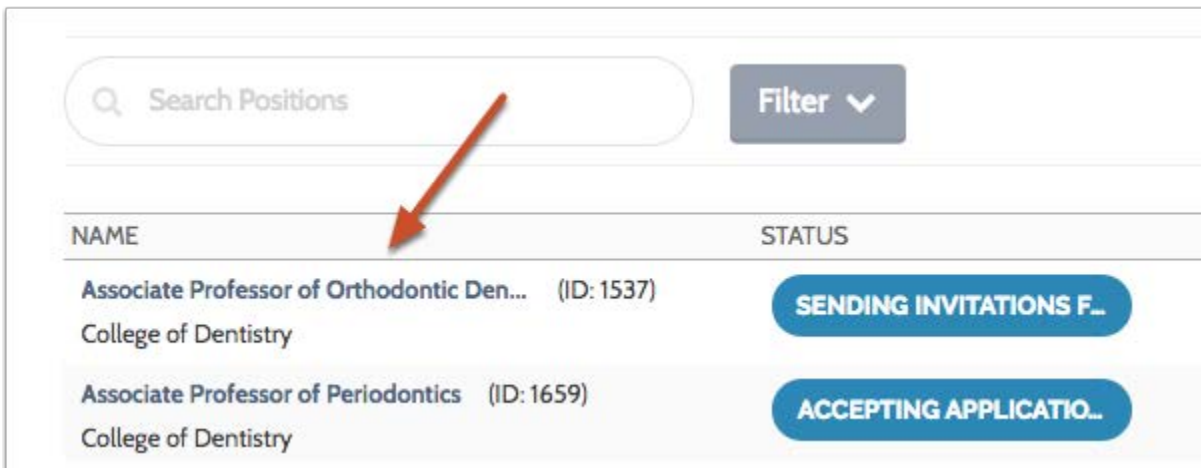 Search Positions
Filter
NAME STATUS
Associate Professor of Orthodontic Den... (ID: 1537) SENDING INVITATIONS F...
College of Dentistry
Associate Professor of Periodontics (ID: 1659) ACCEPTING APPLICATIO...
College of Dentistry